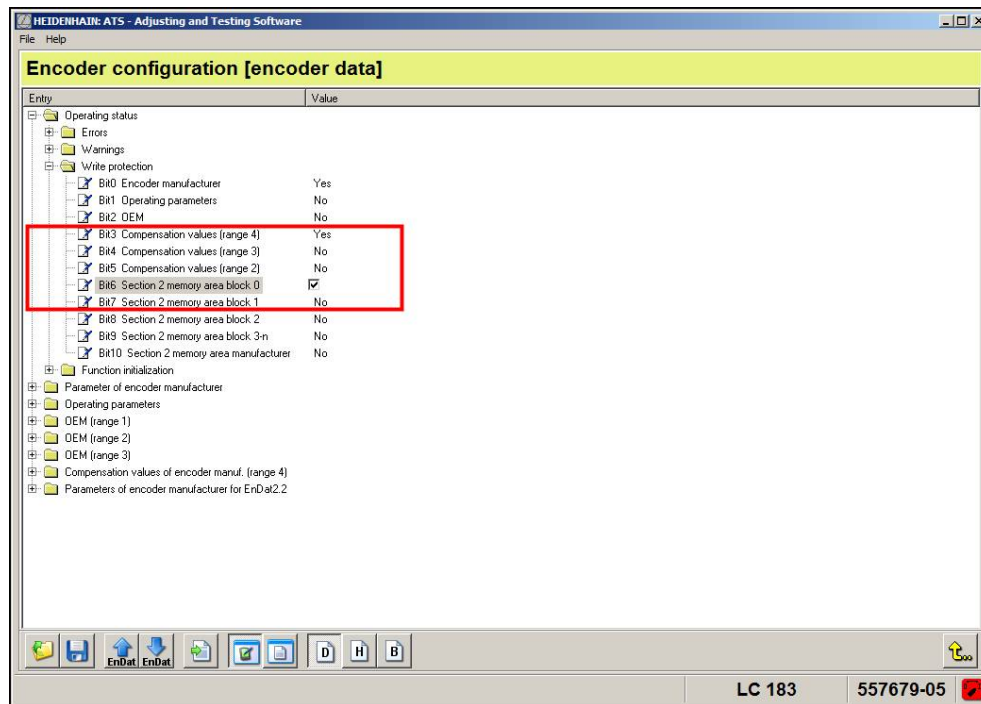 HEIDENHAIN: ATS - Adjusting and Testing Software
File Help
Encoder configuration [encoder data]
Entry Value
Operating status
Errors
Warnings
Write protection
Bit0 Encoder manufacturer Yes
Bit1 Operating parameters No
Bit2 OEM No
Bit3 Compensation values (range 4) Yes
Bit4 Compensation values (range 3) No
Bit5 Compensation values (range 2) No
Bit6 Section 2 memory area block 0
Bit7 Section 2 memory area block 1 No
Bit8 Section 2 memory area block 2 No
Bit9 Section 2 memory area block 3-n No
Bit10 Section 2 memory area manufacturer No
Function initialization
Parameter of encoder manufacturer
Operating parameters
OEM (range 1)
OEM (range 2)
OEM (range 3)
Compensation values of encoder manuf. (range 4)
Parameters of encoder manufacturer for EnDat2.2
EnDat EnDat D H B
LC 183 557679-05